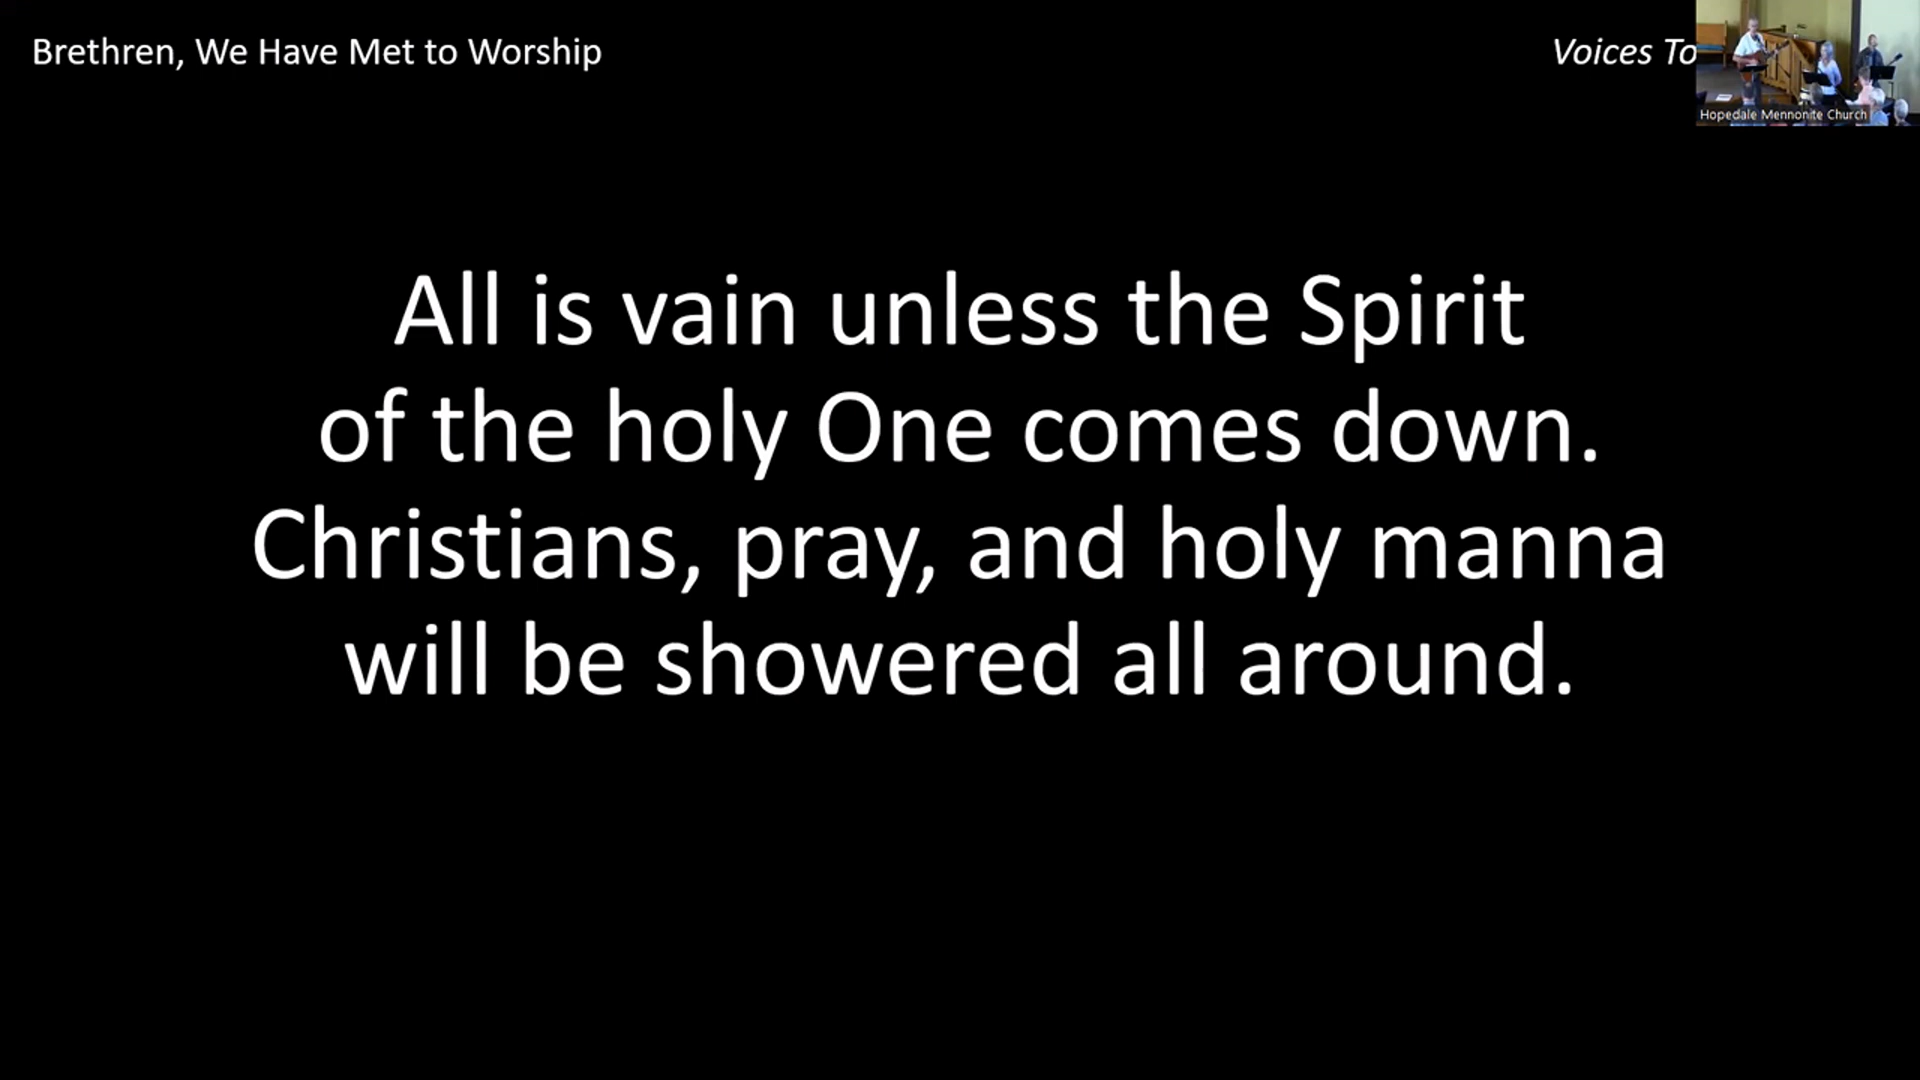 Brethren, We Have Met to Worship
Voices To
Hopedale Mennonite Church
All is vain unless the Spirit
of the holy One comes down.
Christians, pray, and holy manna
will be showered all around.